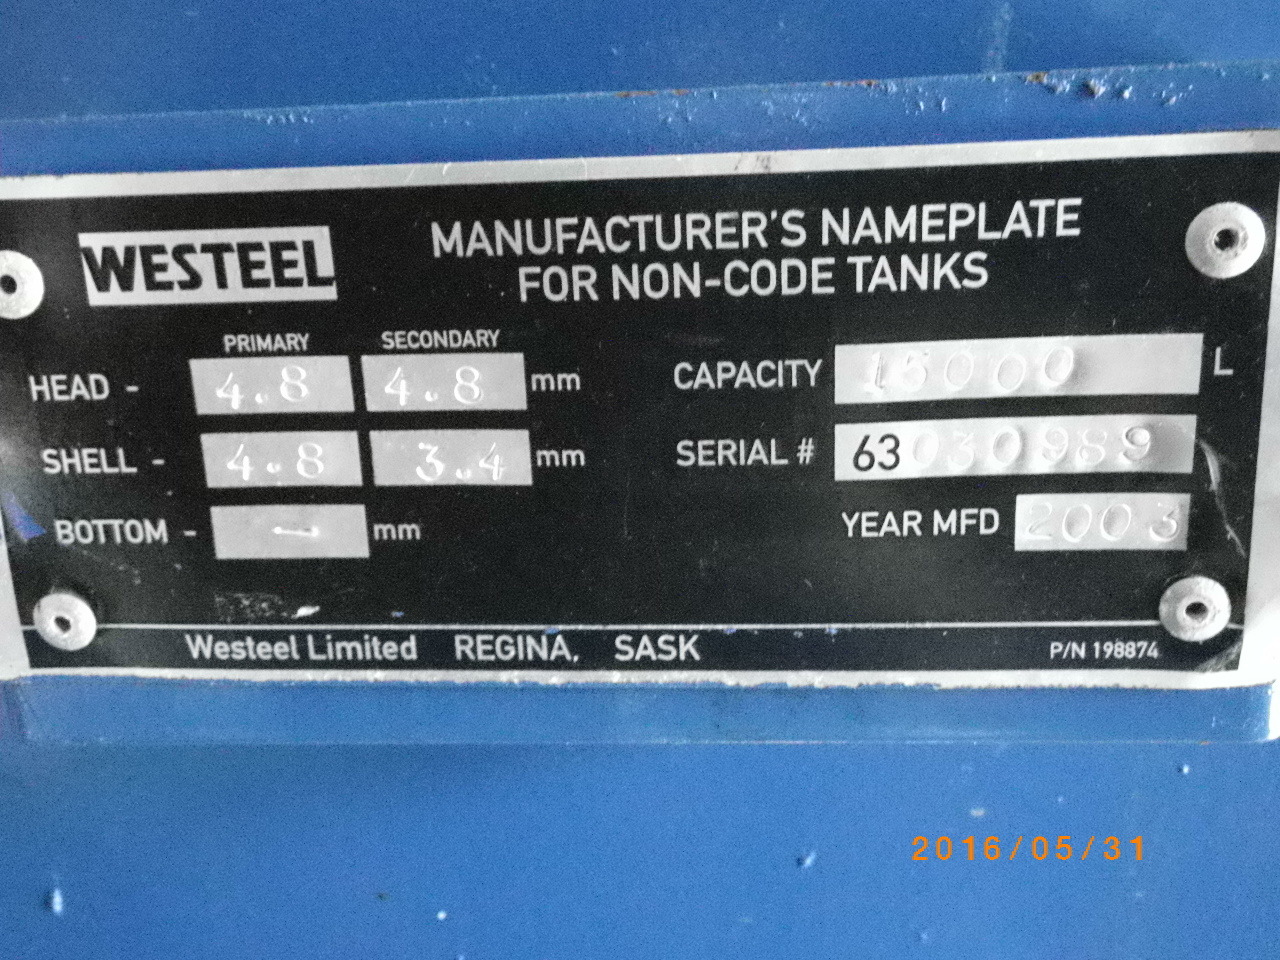 WESTEEL
MANUFACTURER'S NAMEPLATE
FOR NON-CODE TANKS
PRIMARY SECONDARY
HEAD - 4.8 4.8 mm
SHELL - 4.8 3.4 mm
BOTTOM - - mm
CAPACITY 15000 L
SERIAL # 63030989
YEAR MFD 2003
Westeel Limited REGINA, SASK
P/N 198874
2016/05/31